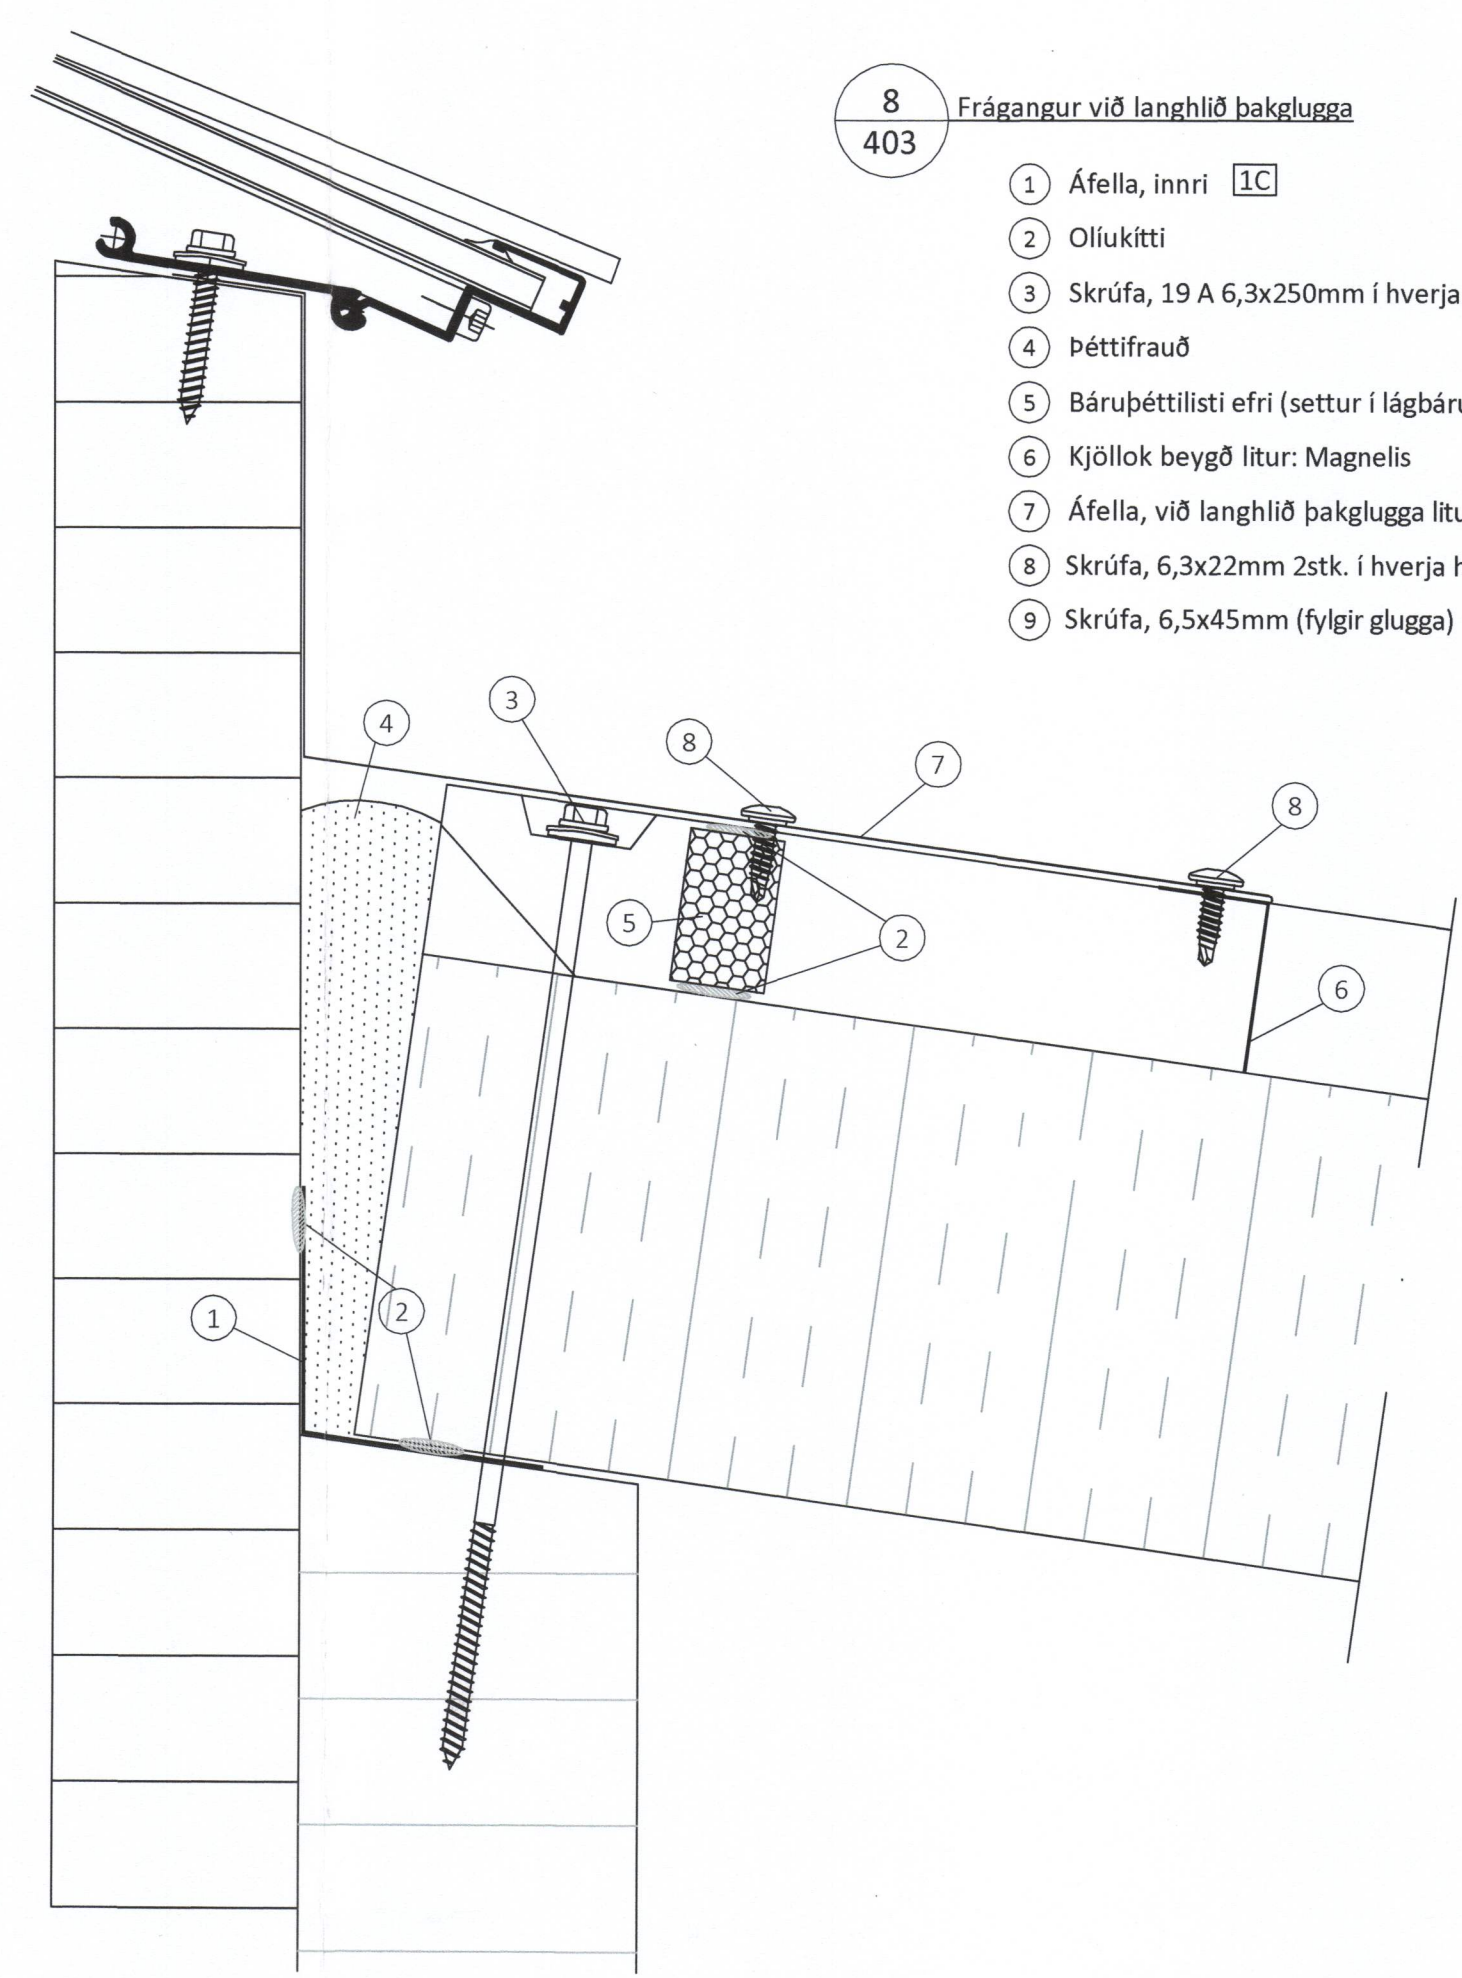 8
403
Frágangur við langhlið þakglugga
1 Áfella, innri 1C
2 Olíukítti
3 Skrúfa, 19 A 6,3x250mm í hverja
4 Þéttifrauð
5 Báruþéttilisti efri (settur í
6 Kjöllok beygð litur: Magnelis
7 Áfella, við langhlið þakglugga
8 Skrúfa, 6,3x22mm 2stk. í hverja
9 Skrúfa, 6,5x45mm (fylgir glugga)
3
4
8
7
8
5
2
6
2
1